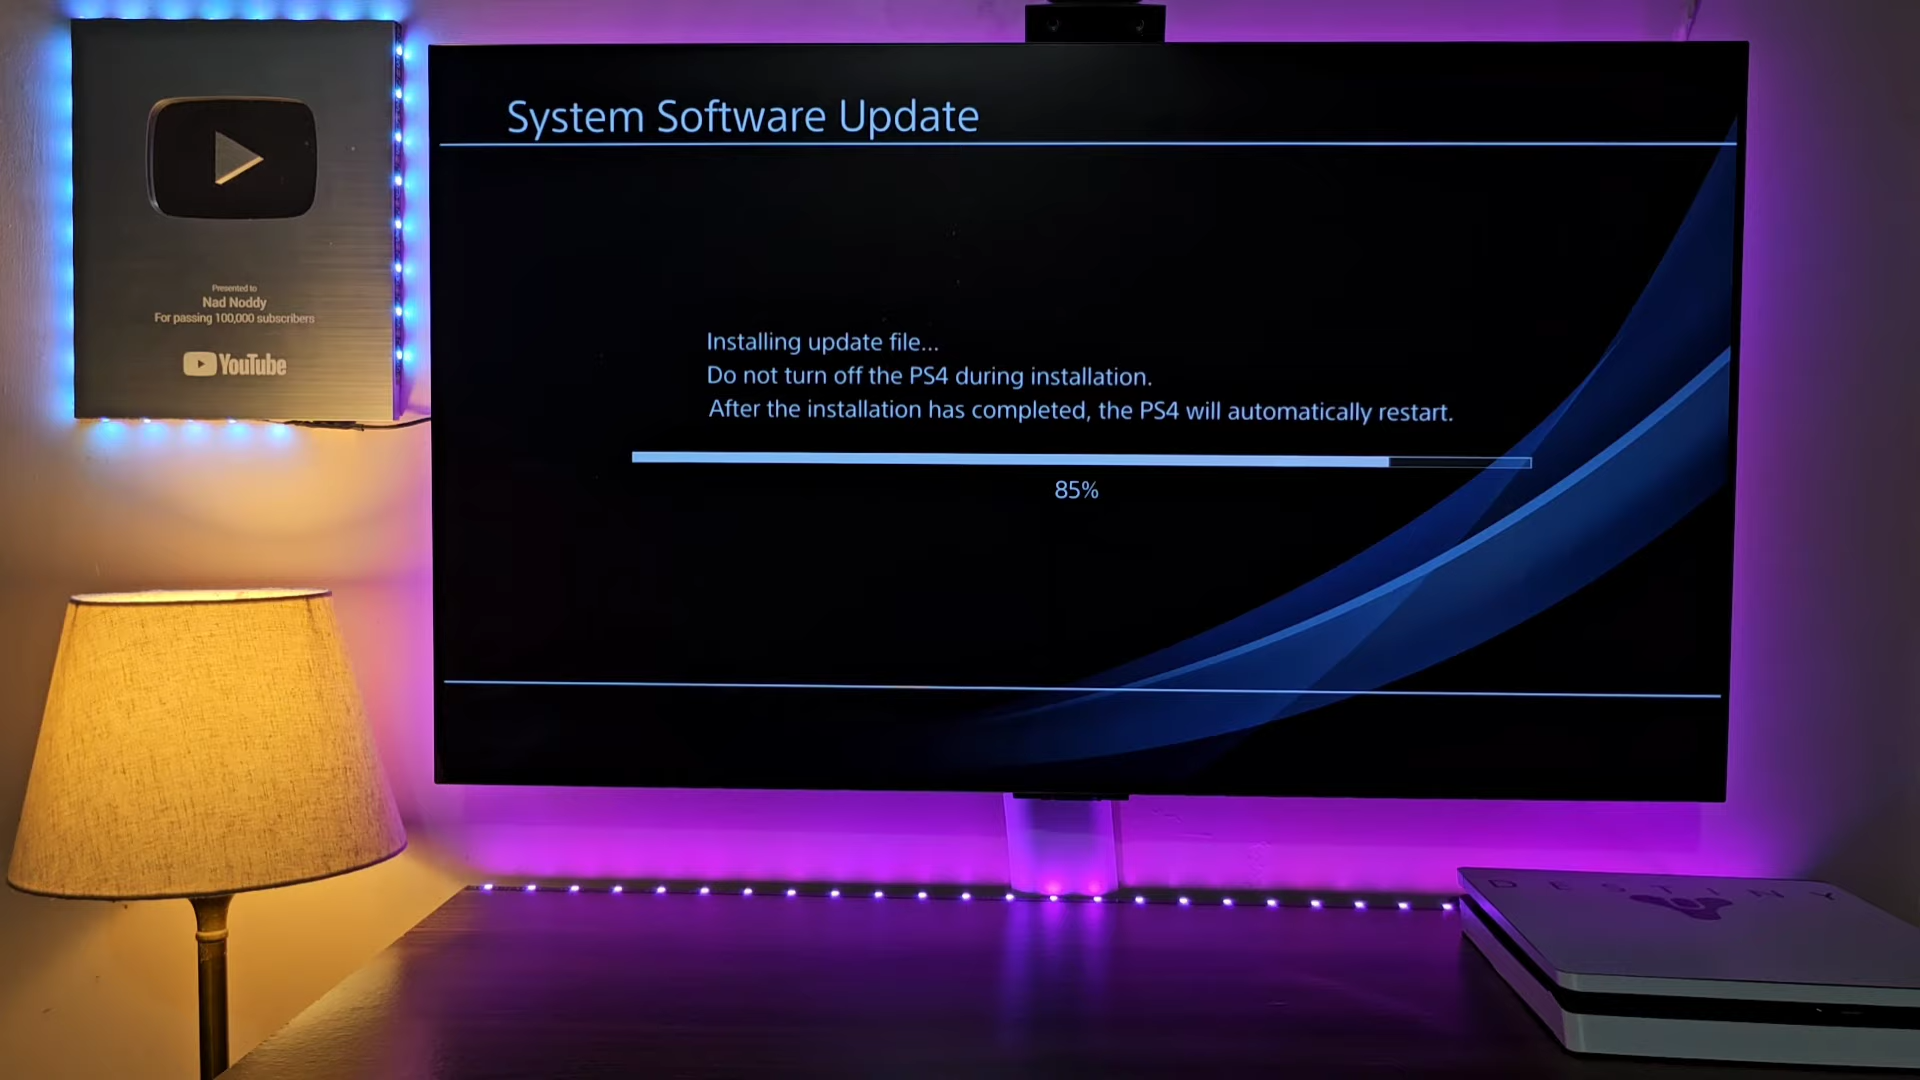 System Software Update
Presented to
Nad Noddy
For passing 100,000 subscribers
YouTube
Installing update file...
Do not turn off the PS4 during installation.
After the installation has completed, the PS4 will automatically restart.
85%
DESTINY